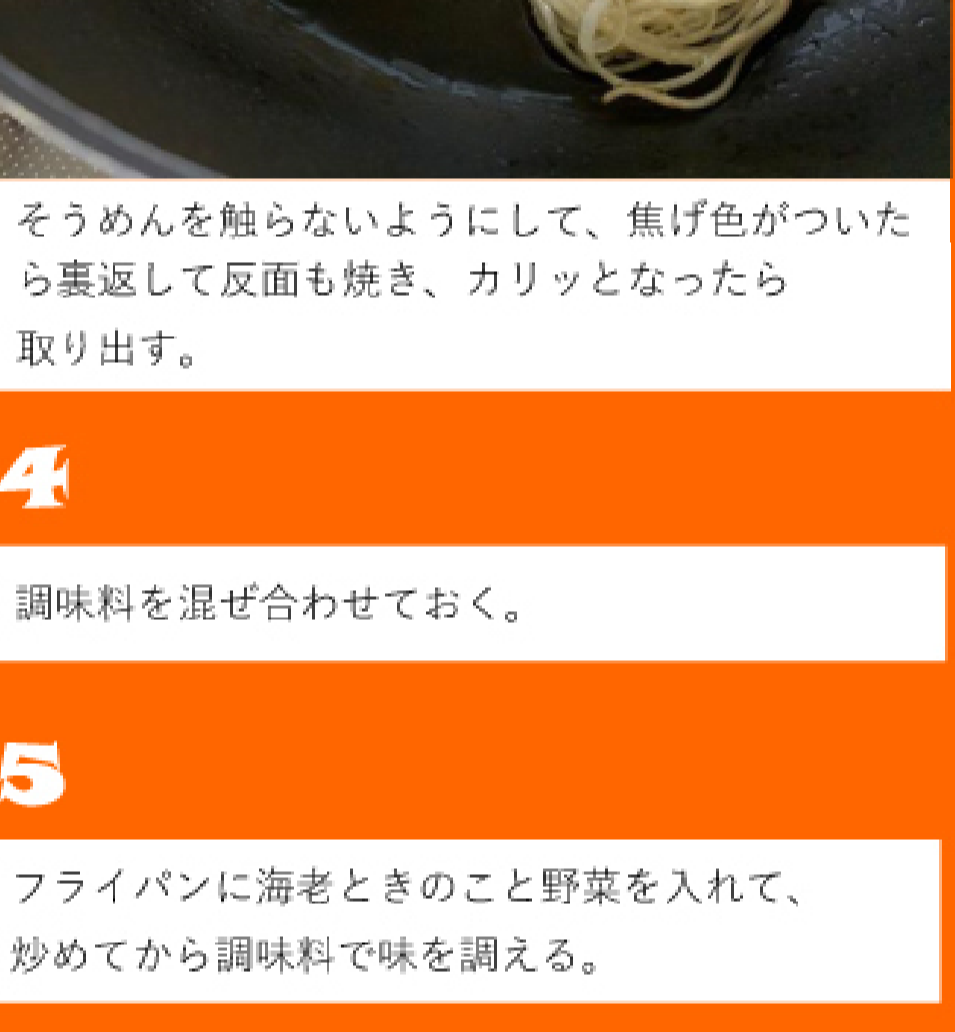 そうめんを触らないようにして、焦げ色がついた
ら裏返して反面も焼き、カリッとなったら
取り出す。
4
調味料を混ぜ合わせておく。
5
フライパンに海老ときのこと野菜を入れて、
炒めてから調味料で味を調える。